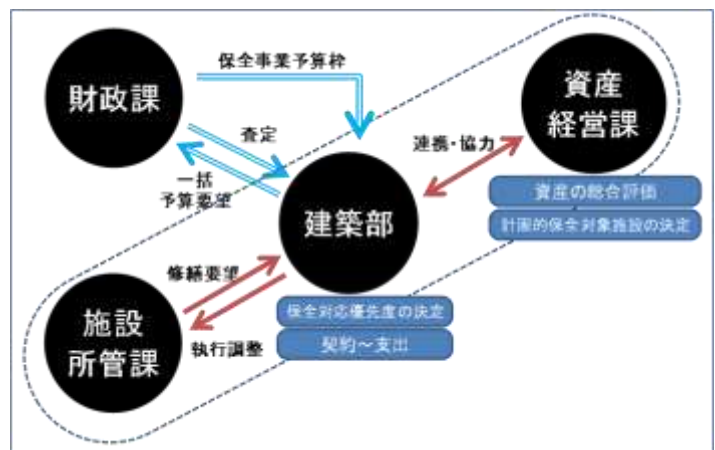 保全事業予算枠
財政課
資産
経営課
査定
連携・協力
一括
予算要望
資産の総合評価
建築部
計画的保全対象施設の決定
修繕要望
保全対応優先度の決定
施設
所管課
執行調整
契約～支出